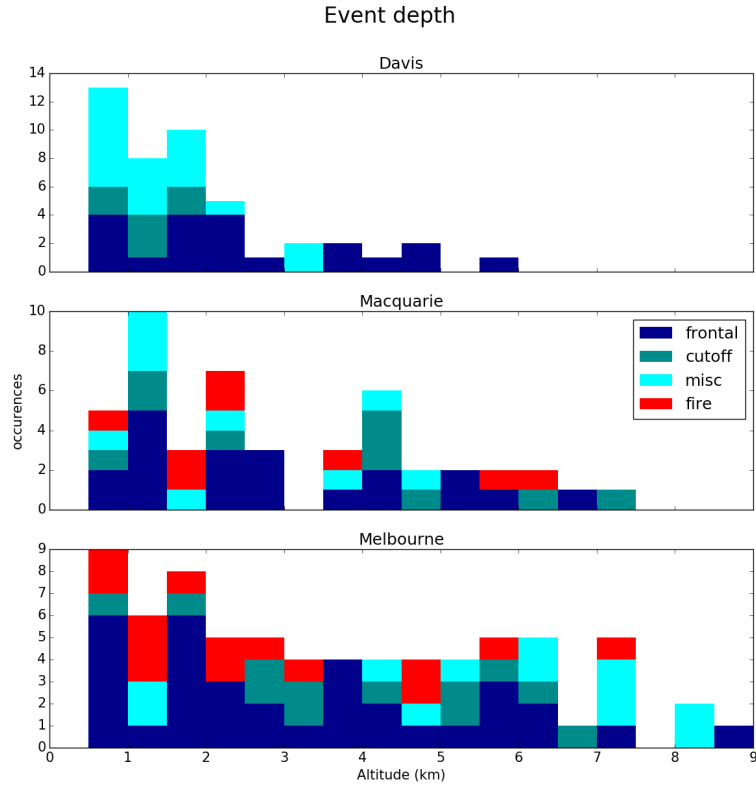 Event depth
Davis
14
12
10
8
6
4
2
0
Macquarie
10
8
6
4
2
0
occurences
frontal
cutoff
misc
fire
Melbourne
9
8
7
6
5
4
3
2
1
0
0 1 2 3 4 5 6 7 8 9
Altitude (km)